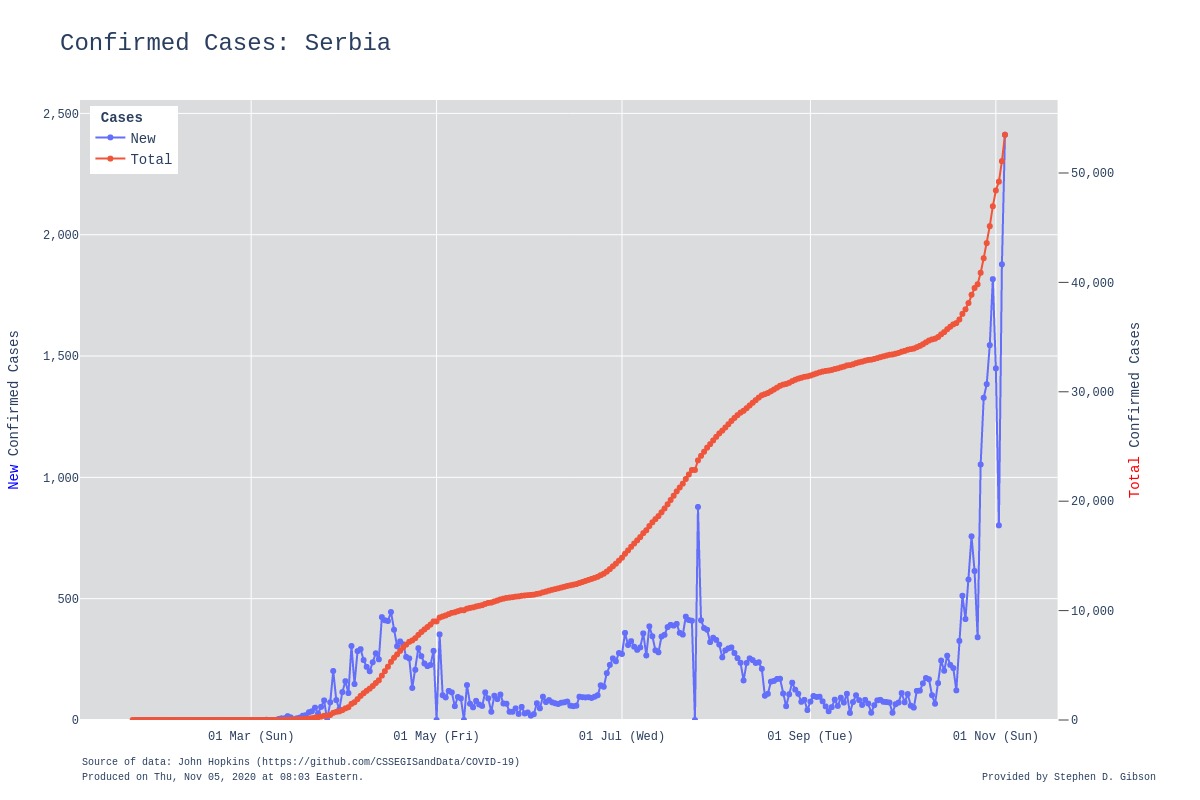 Confirmed Cases: Serbia
Cases
New
Total
2,500
2,000
1,500
1,000
500
0
New Confirmed Cases
50,000
40,000
30,000
20,000
10,000
0
Total Confirmed Cases
01 Mar (Sun)
01 May (Fri)
01 Jul (Wed)
01 Sep (Tue)
01 Nov (Sun)
Source of data: John Hopkins (https://github.com/CSSEGISandData/COVID-19)
Produced on Thu, Nov 05, 2020 at 08:03 Eastern.
Provided by Stephen D. Gibson